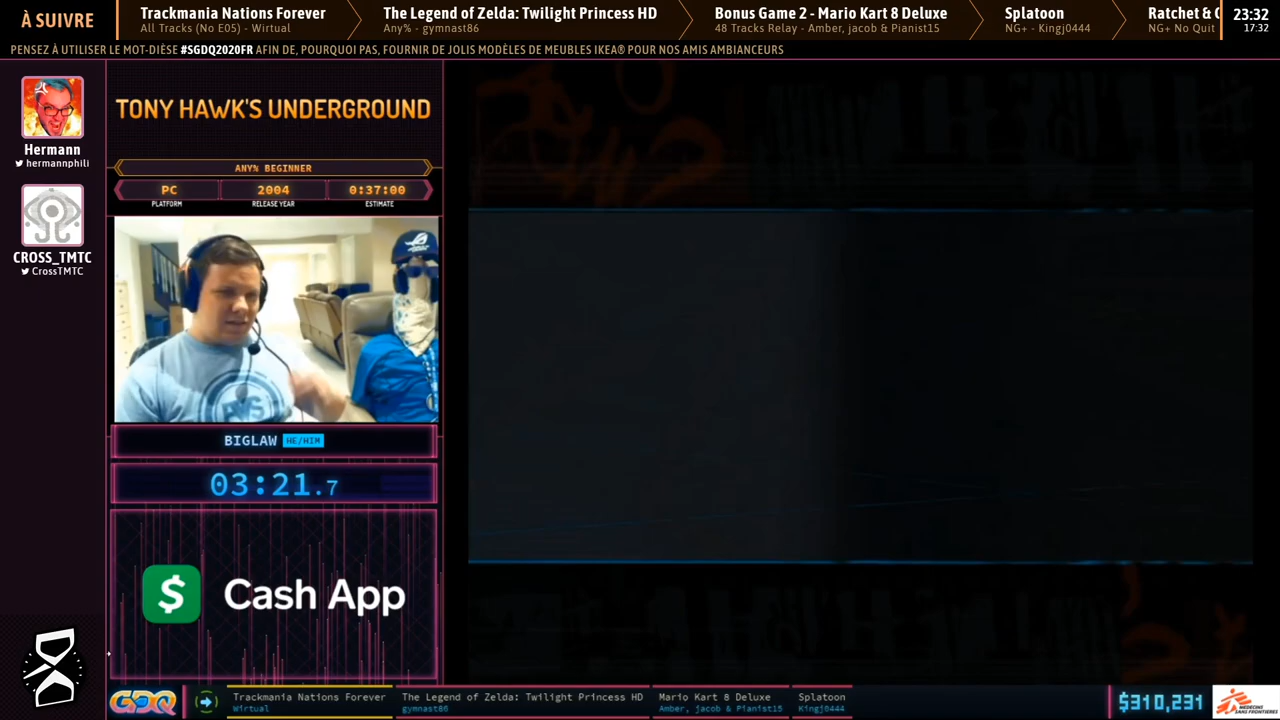 À SUIVRE
Trackmania Nations Forever
All Tracks (No E05) - Wirtual
The Legend of Zelda: Twilight Princess HD
Any% - gymnast86
Bonus Game 2 - Mario Kart 8 Deluxe
48 Tracks Relay - Amber, jacob & Pianist15
Splatoon
NG+ - Kingj0444
Ratchet & C
NG+ No Quit
23:32
17:32
PENSEZ À UTILISER LE MOT-DIÈSE #SGDQ2020FR AFIN DE, POURQUOI PAS, FOURNIR DE JOLIS MODÈLES DE MEUBLES IKEA® POUR NOS AMIS AMBIANCEURS
Hermann
hermannphili
CROSS_TMTC
CrossTMTC
TONY HAWK'S UNDERGROUND
ANY% BEGINNER
PC
PLATFORM
2004
RELEASE YEAR
0:37:00
ESTIMATE
BIGLAW HE/HIM
03:21.7
$ Cash App
GDQ
Trackmania Nations Forever
Wirtual
The Legend of Zelda: Twilight Princess HD
gymnast86
Mario Kart 8 Deluxe
Amber, jacob & Pianist15
Splatoon
Kingj0444
$310,231
MEDECINS
SANS FRONTIERES